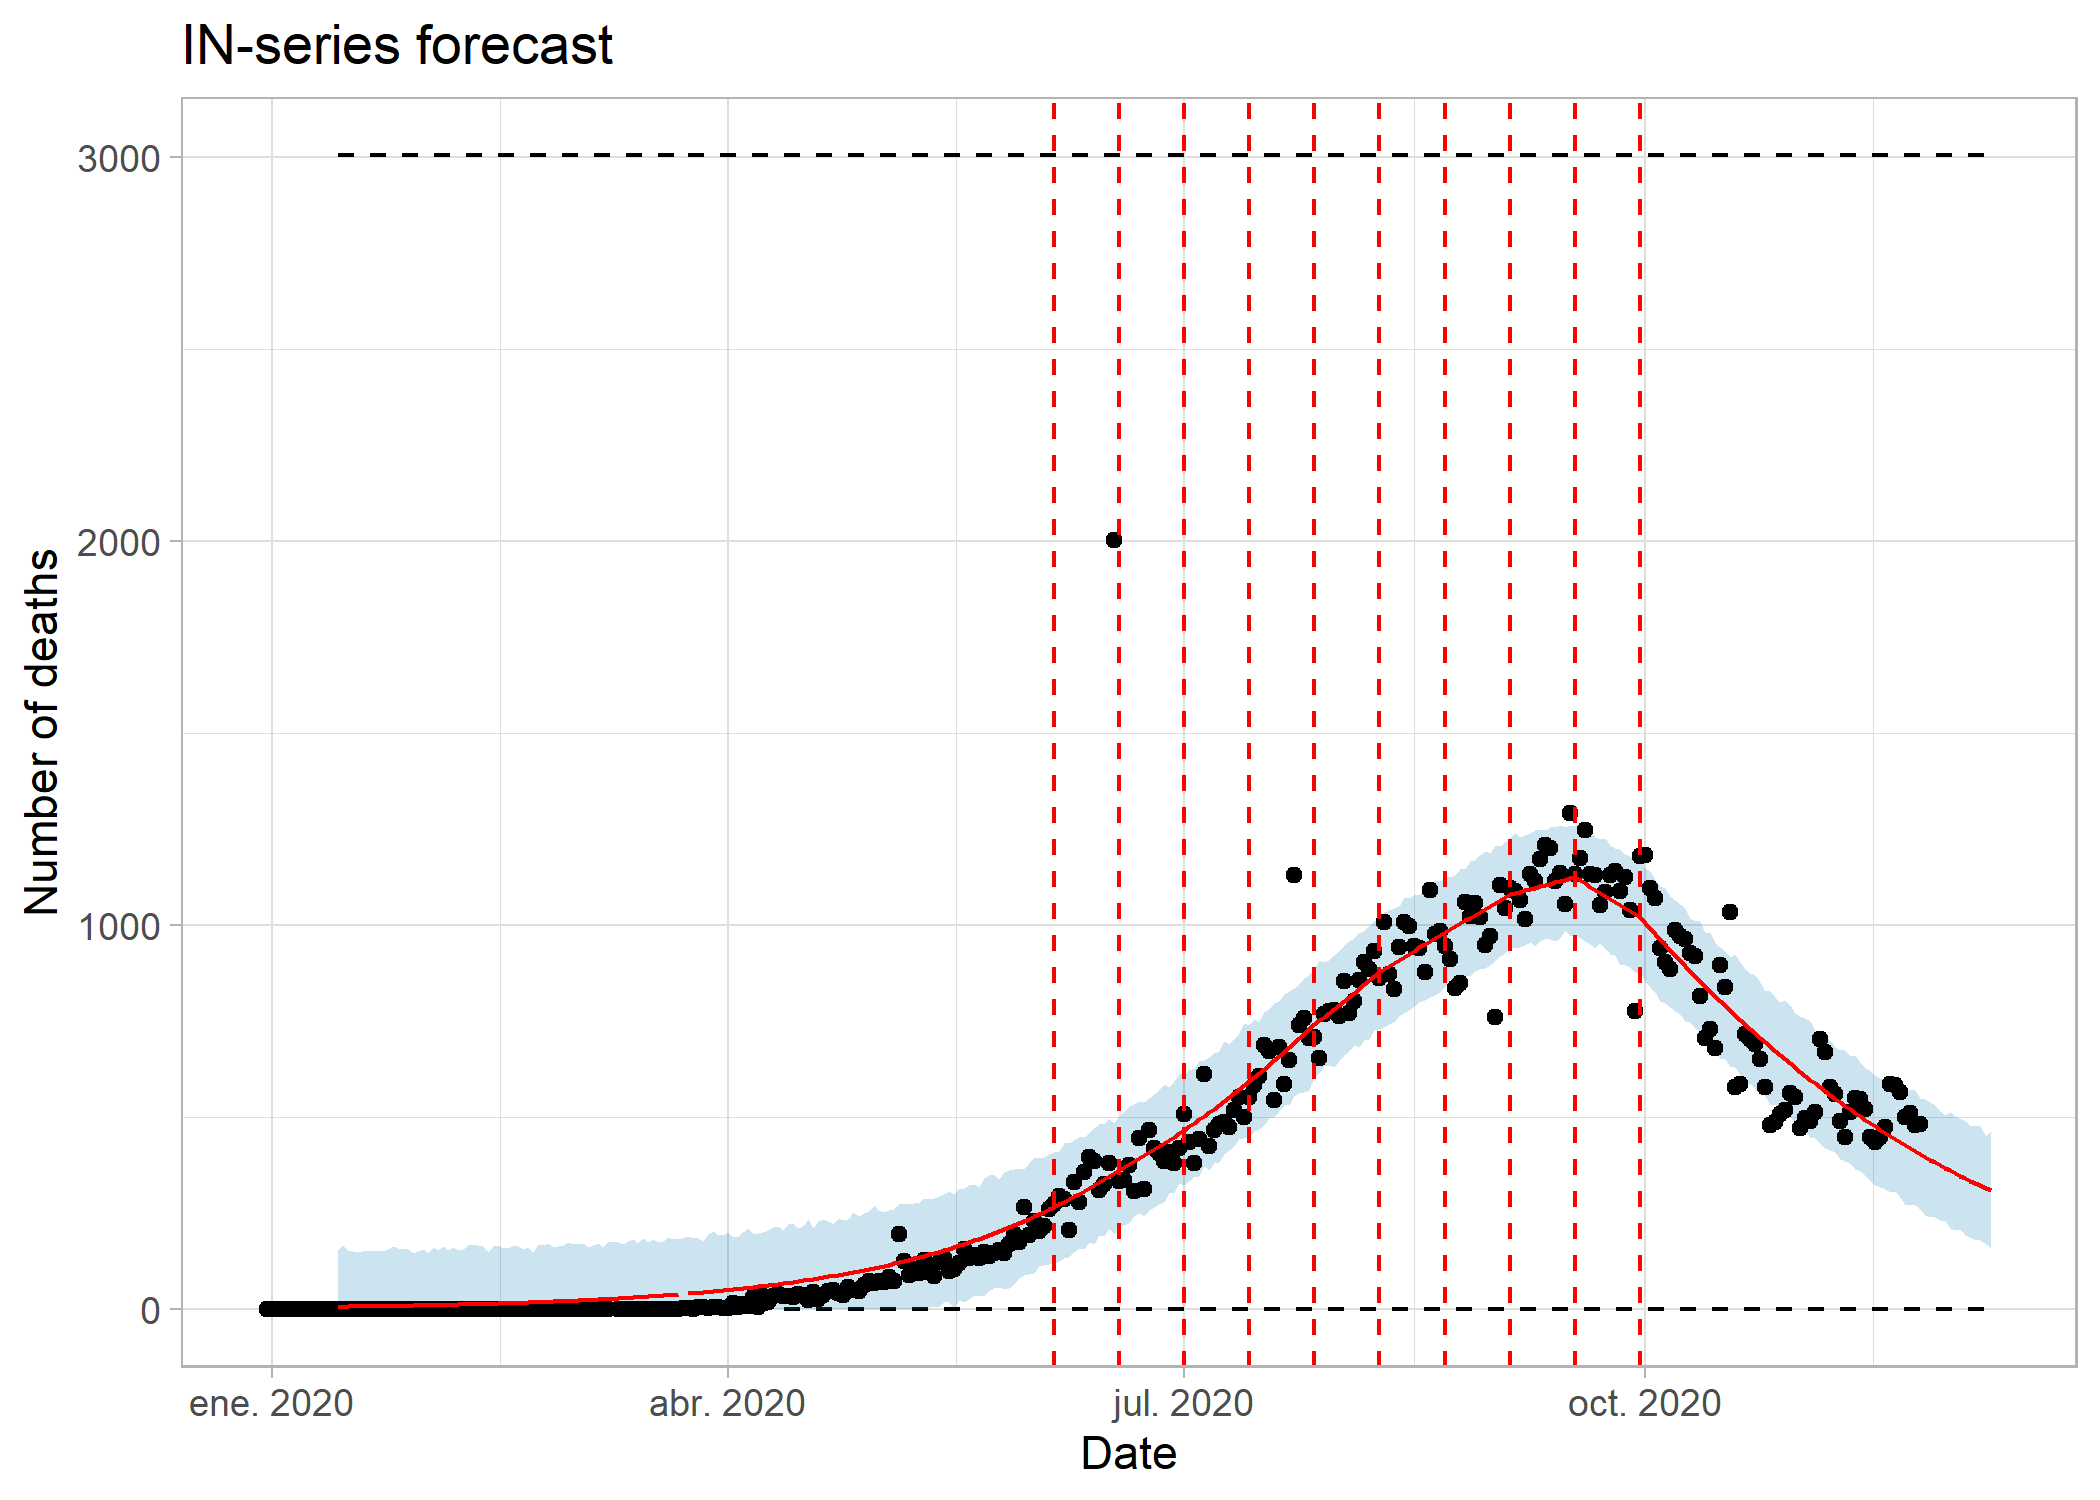 IN-series forecast
Number of deaths
3000
2000
1000
0
ene. 2020
abr. 2020
jul. 2020
oct. 2020
Date